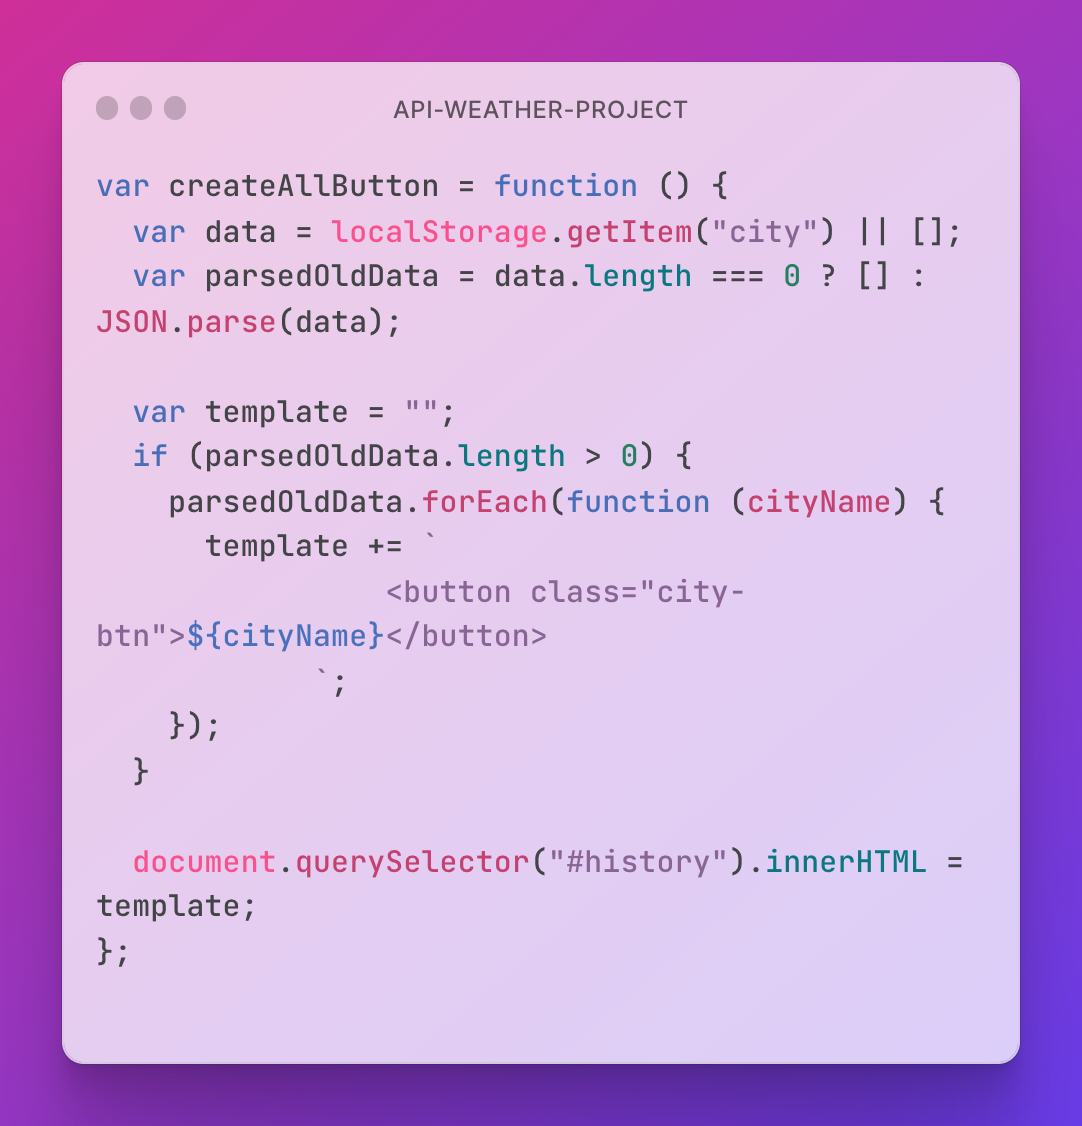 API-WEATHER-PROJECT
var createAllButton = function () {
  var data = localStorage.getItem("city") || [];
  var parsedOldData = data.length === 0 ? [] :
JSON.parse(data);

  var template = "";
  if (parsedOldData.length > 0) {
    parsedOldData.forEach(function (cityName) {
      template += `
                <button class="city-
btn">${cityName}</button>
            `;
    });
  }

  document.querySelector("#history").innerHTML =
template;
};